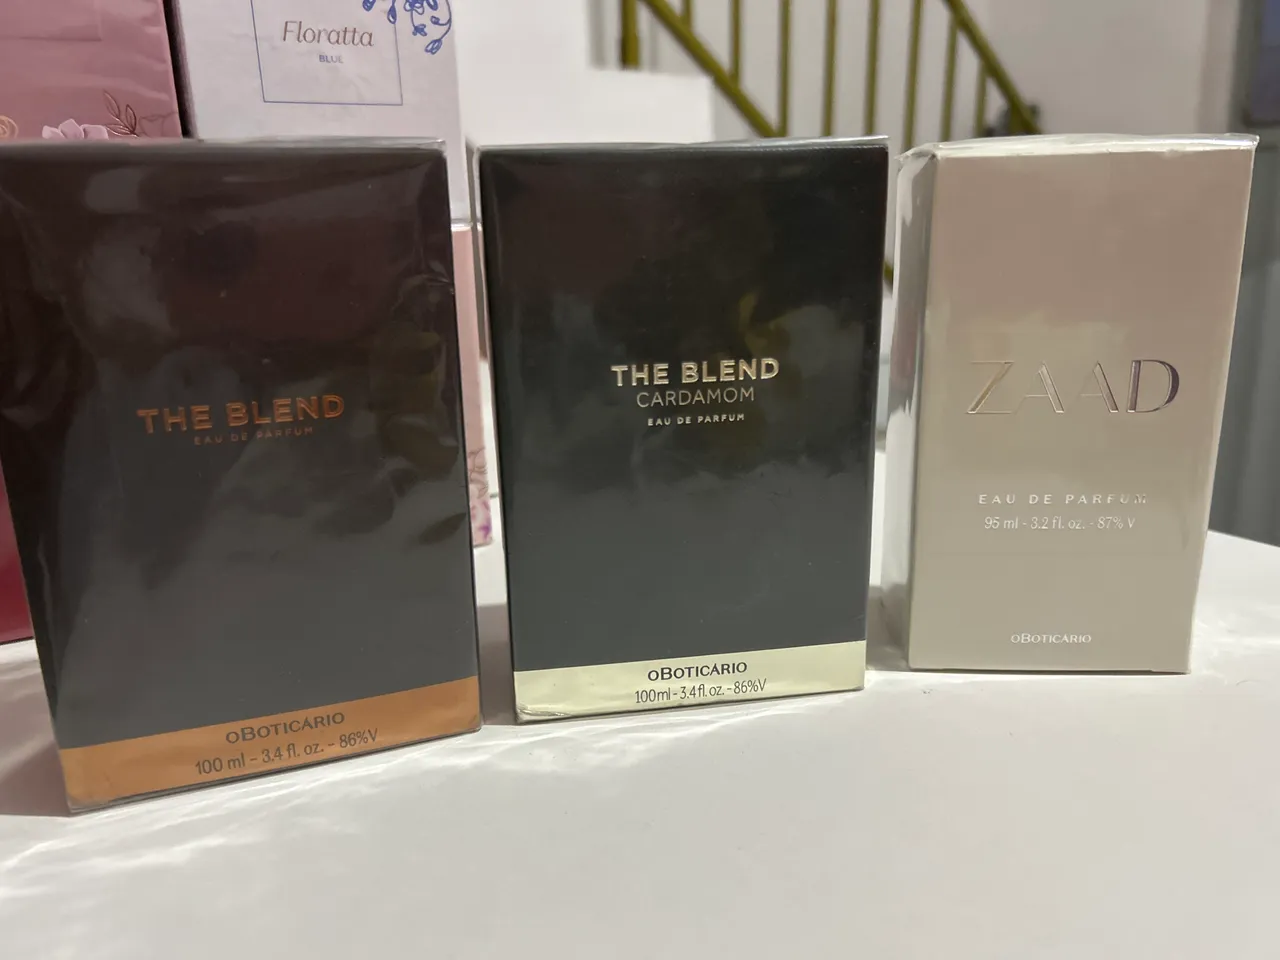 Floratta
BLUE
THE BLEND
EAU DE PARFUM
oBOTICÁRIO
100 ml - 3.4 fl. oz. - 86%V
THE BLEND
CARDAMOM
EAU DE PARFUM
oBOTICÁRIO
100ml - 3.4 fl. oz. - 86%V
ZAAD
EAU DE PARFUM
95 ml - 3.2 fl. oz. - 87% V
oBOTICÁRIO